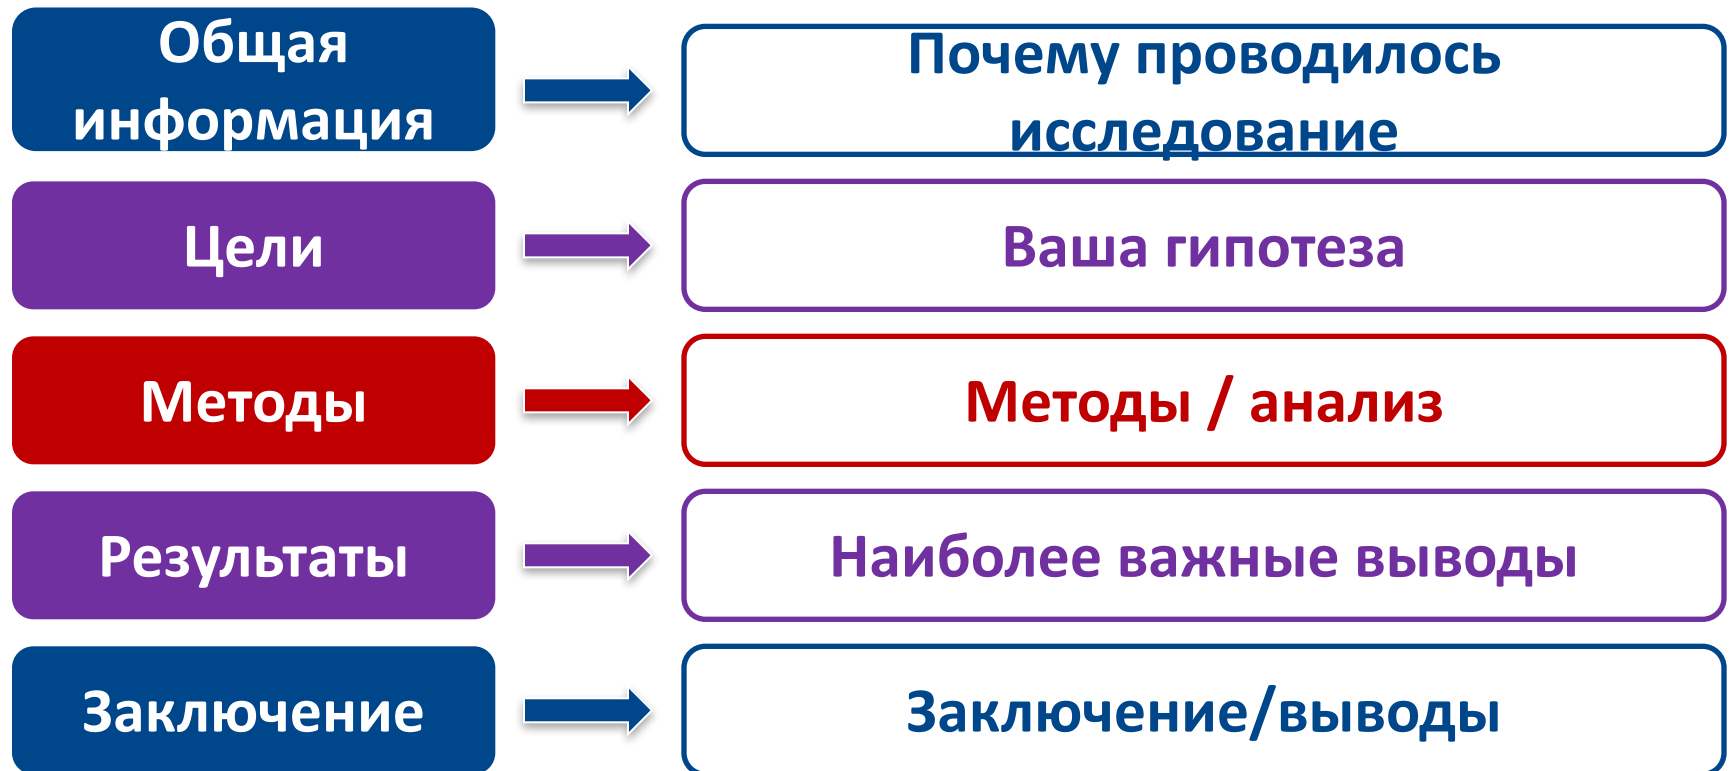 Общая
информация
Почему проводилось
исследование
Цели
Ваша гипотеза
Методы
Методы / анализ
Результаты
Наиболее важные выводы
Заключение
Заключение/выводы